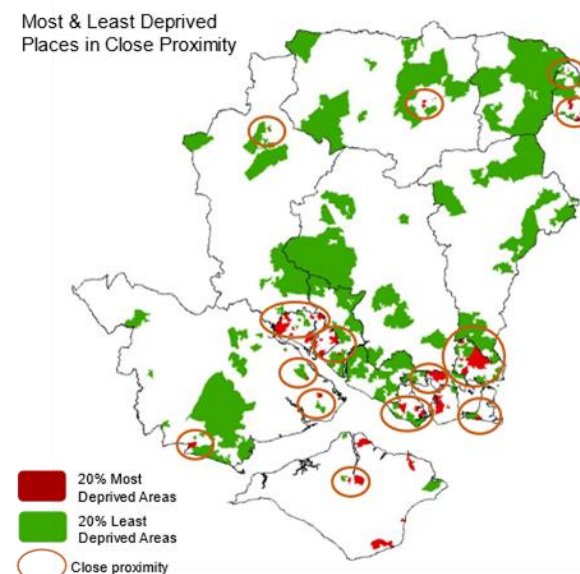 Most & Least Deprived
Places in Close Proximity
20% Most
Deprived Areas
20% Least
Deprived Areas
Close proximity